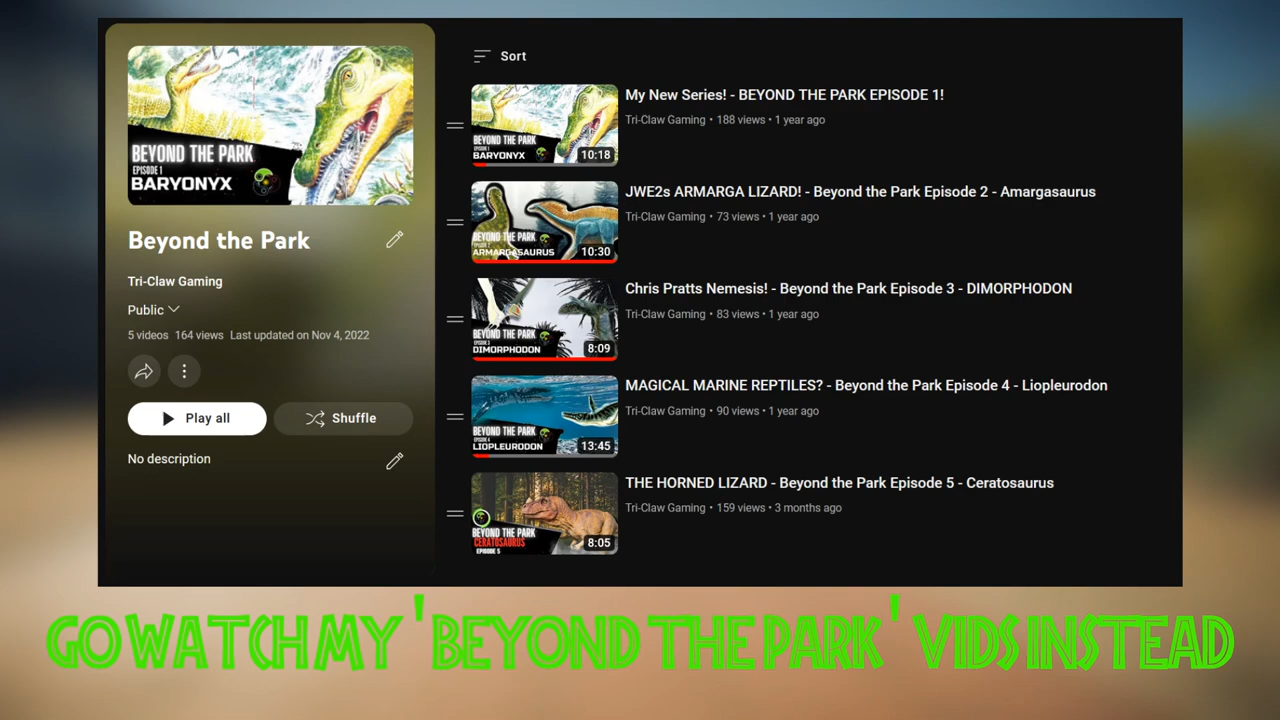 BEYOND THE PARK
EPISODE 1
BARYONYX
Beyond the Park
Tri-Claw Gaming
Public
5 videos 164 views Last updated on Nov 4, 2022
Play all
Shuffle
No description
Sort
BEYOND THE PARK
EPISODE 1
BARYONYX
10:18
My New Series! - BEYOND THE PARK EPISODE 1!
Tri-Claw Gaming • 188 views • 1 year ago
BEYOND THE PARK
EPISODE 2
ARMARGASAURUS
10:30
JWE2s ARMARGA LIZARD! - Beyond the Park Episode 2 - Amargasaurus
Tri-Claw Gaming • 73 views • 1 year ago
BEYOND THE PARK
EPISODE 3
DIMORPHODON
8:09
Chris Pratts Nemesis! - Beyond the Park Episode 3 - DIMORPHODON
Tri-Claw Gaming • 83 views • 1 year ago
BEYOND THE PARK
EPISODE 4
LIOPLEURODON
13:45
MAGICAL MARINE REPTILES? - Beyond the Park Episode 4 - Liopleurodon
Tri-Claw Gaming • 90 views • 1 year ago
BEYOND THE PARK
CERATOSAURUS
EPISODE 5
8:05
THE HORNED LIZARD - Beyond the Park Episode 5 - Ceratosaurus
Tri-Claw Gaming • 159 views • 3 months ago
GO WATCH MY 'BEYOND THE PARK' VIDS INSTEAD